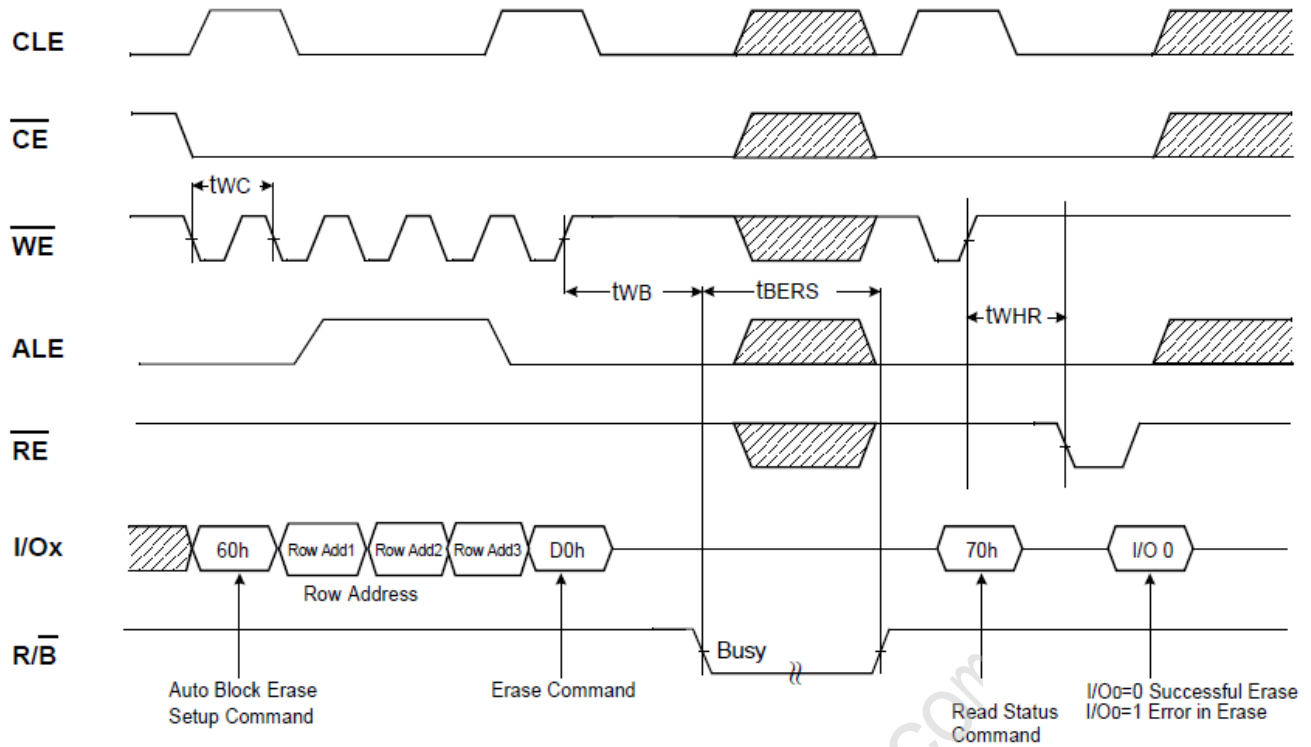 CLE
CE
tWC
WE
tWB
tBERS
tWHR
ALE
RE
I/Ox
60h
Row Add1
Row Add2
Row Add3
D0h
70h
I/O 0
Row Address
R/B
Busy
Auto Block Erase
Setup Command
Erase Command
Read Status
Command
I/O0=0 Successful Erase
I/O0=1 Error in Erase
.com